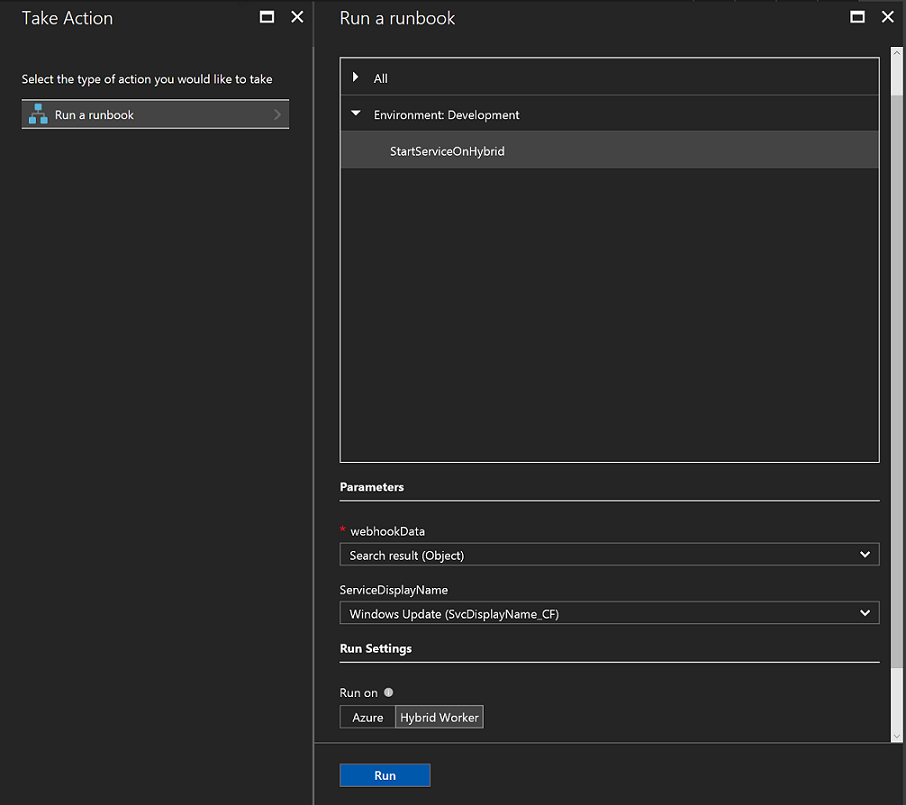 Take Action
Select the type of action you would like to take
Run a runbook
Run a runbook
All
Environment: Development
StartServiceOnHybrid
Parameters
* webhookData
Search result (Object)
ServiceDisplayName
Windows Update (SvcDisplayName_CF)
Run Settings
Run on
Azure Hybrid Worker
Run